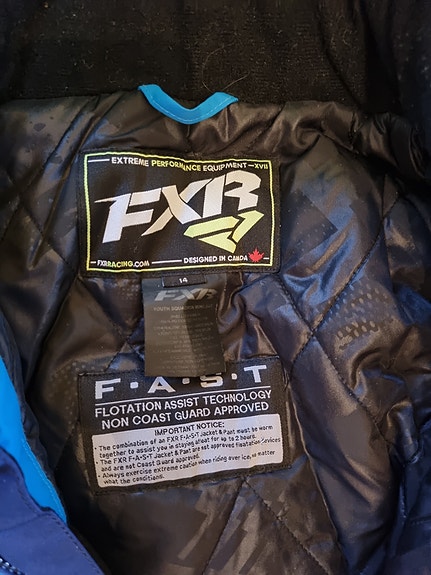 EXTREME PERFORMANCE EQUIPMENT —XVII
FXR
FXRRACING.COM DESIGNED IN CANADA
14
FXR
F·A·S·T
FLOTATION ASSIST TECHNOLOGY
NON COAST GUARD APPROVED
IMPORTANT NOTICE:
• The combination of an FXR F·A·S·T Jacket & Pant must be worn
together to assist you in staying afloat for up to 2 hours.
• The FXR F·A·S·T Jacket & Pant are not approved floatation devices
and are not Coast Guard approved.
• Always exercise extreme caution when riding over ice, no matter
what the conditions.